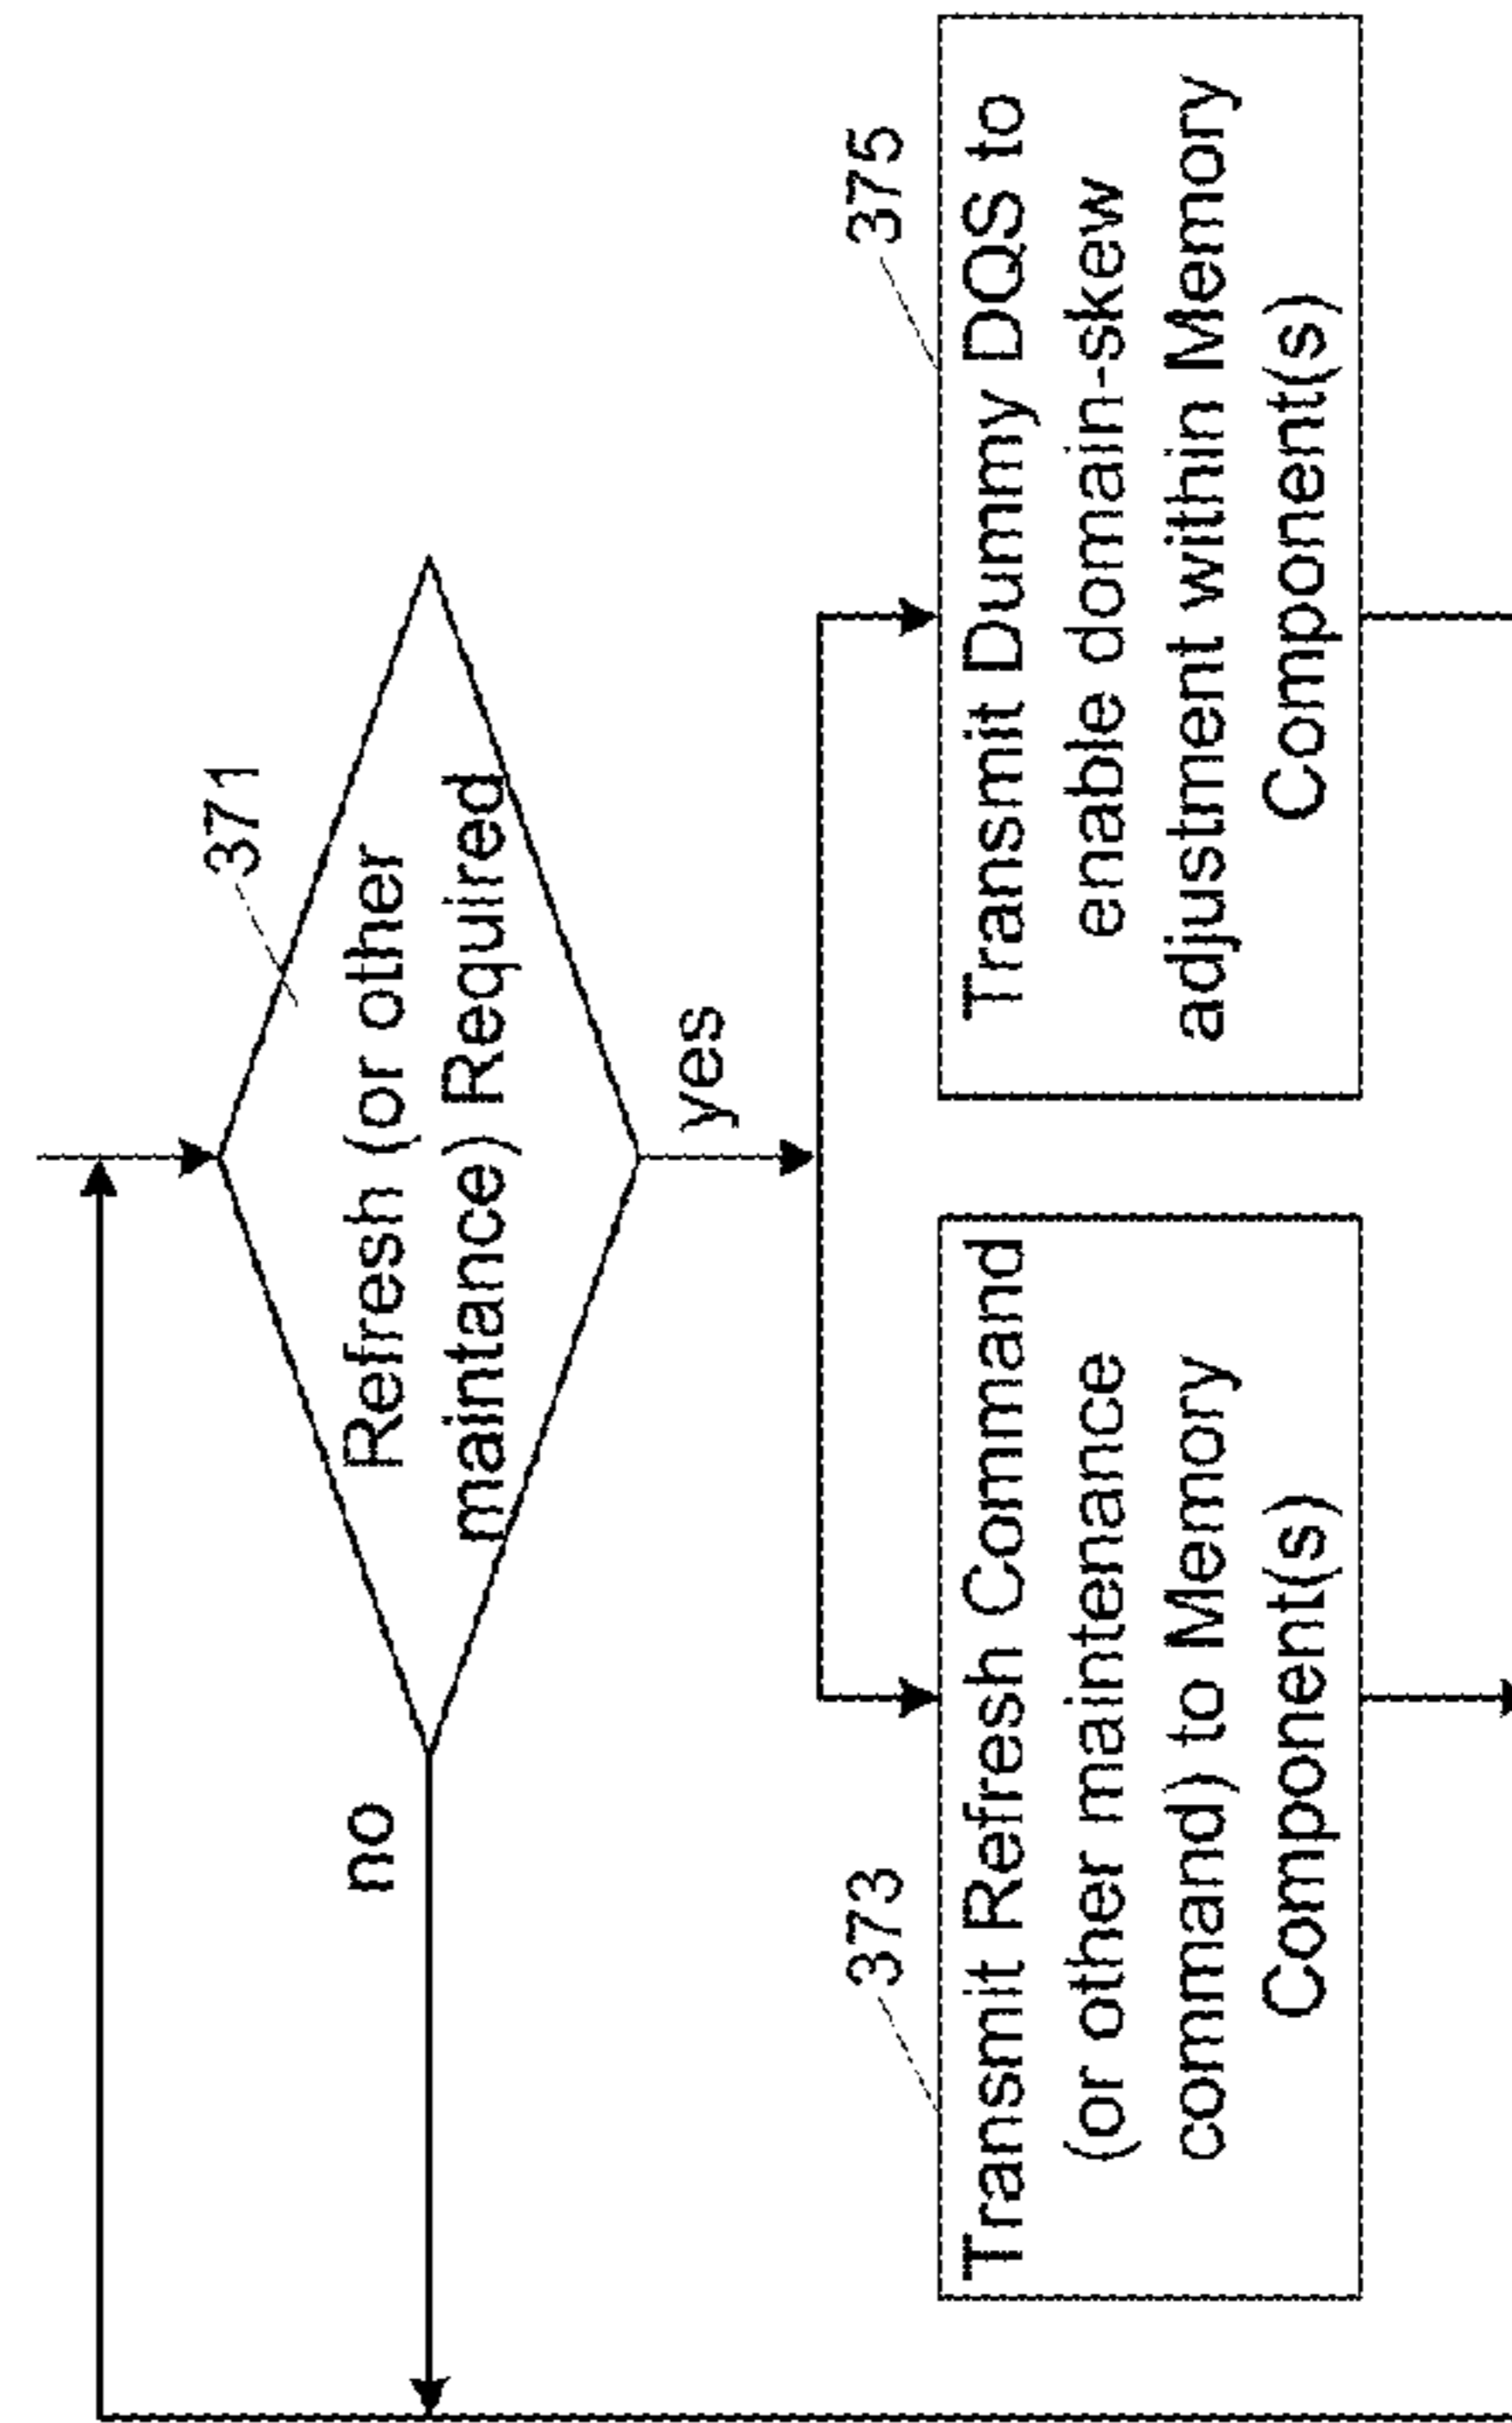 371
Refresh (or other
maintance) Required
no
yes
373
Transmit Refresh Command
(or other maintenance
command) to Memory
Component(s)
375
Transmit Dummy DQS to
enable domain-skew
adjustment within Memory
Component(s)